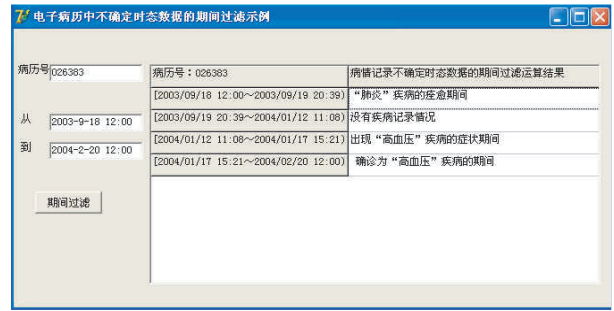 电子病历中不确定时态数据的期间过滤示例
病历号 026383
从 2003-9-18 12:00
到 2004-2-20 12:00
期间过滤
病历号：026383 病情记录不确定时态数据的期间过滤运算结果
[2003/09/18 12:00～2003/09/19 20:39) “肺炎”疾病的痊愈期间
[2003/09/19 20:39～2004/01/12 11:08) 没有疾病记录情况
[2004/01/12 11:08～2004/01/17 15:21) 出现“高血压”疾病的症状期间
[2004/01/17 15:21～2004/02/20 12:00) 确诊为“高血压”疾病的期间